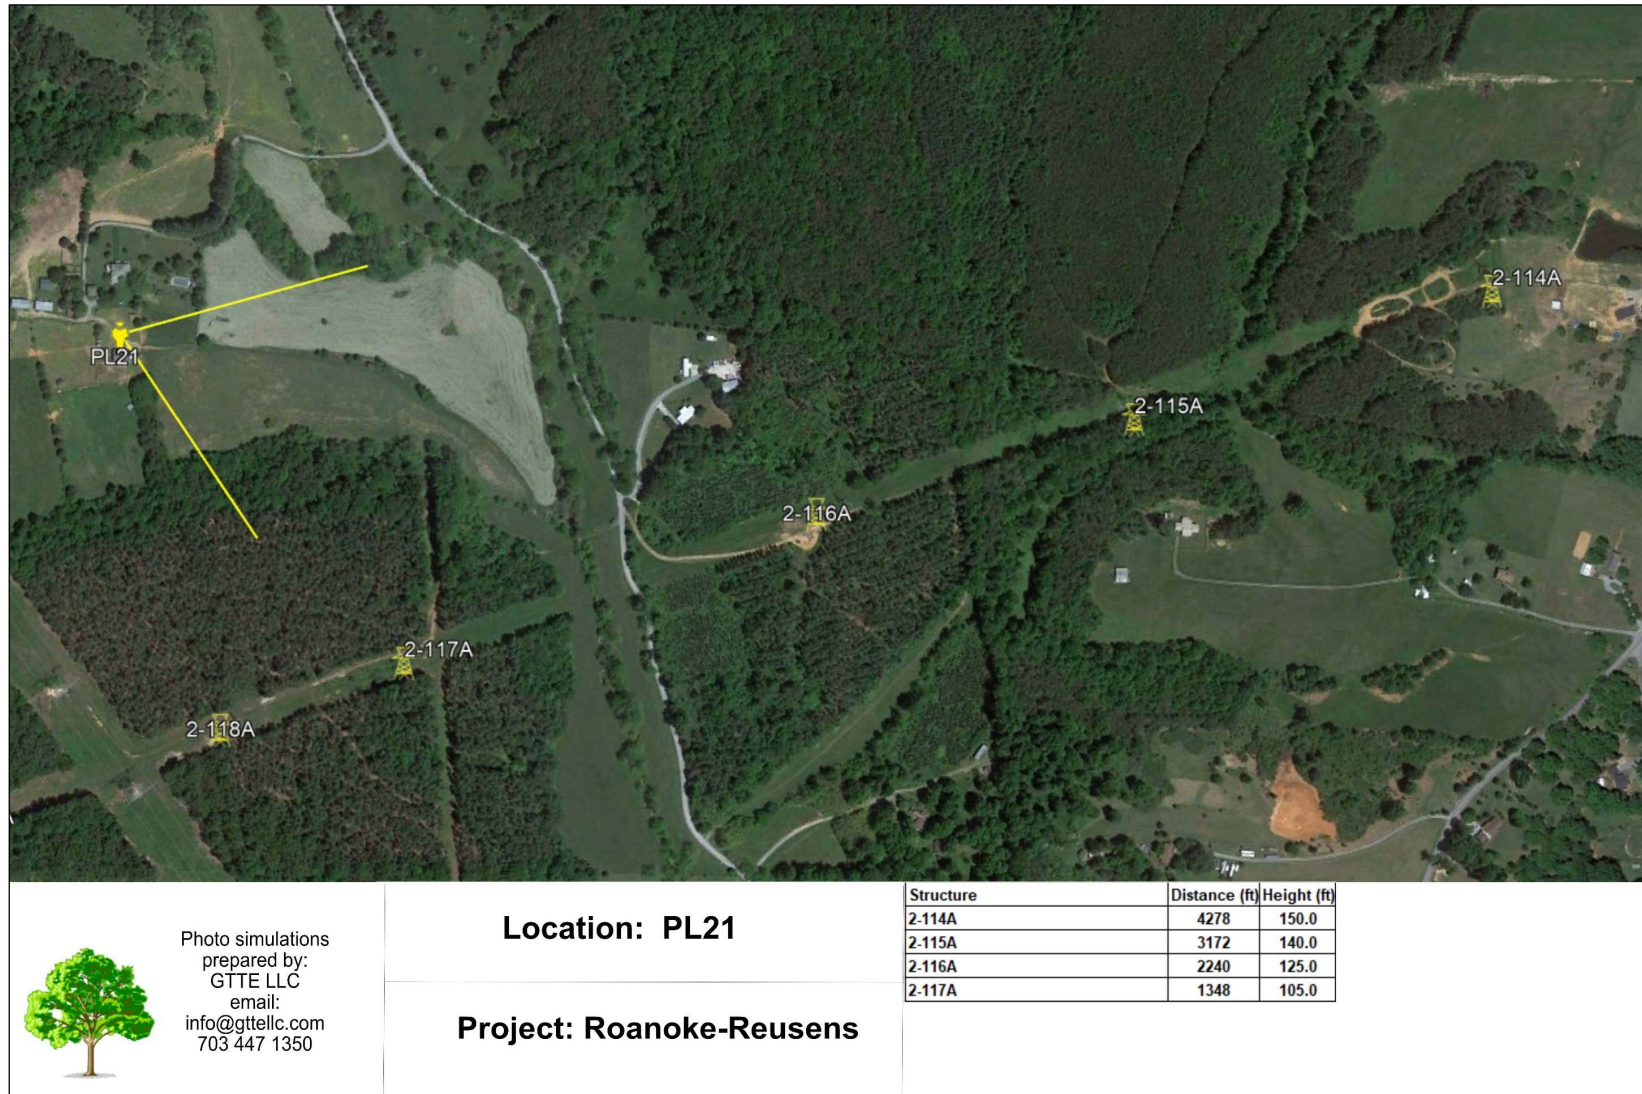 2-114A
PL21
2-115A
2-116A
2-117A
2-118A
Photo simulations
prepared by:
GTTE LLC
email:
info@gttellc.com
703 447 1350
Location: PL21
Project: Roanoke-Reusens
Structure Distance (ft) Height (ft)
2-114A 4278 150.0
2-115A 3172 140.0
2-116A 2240 125.0
2-117A 1348 105.0